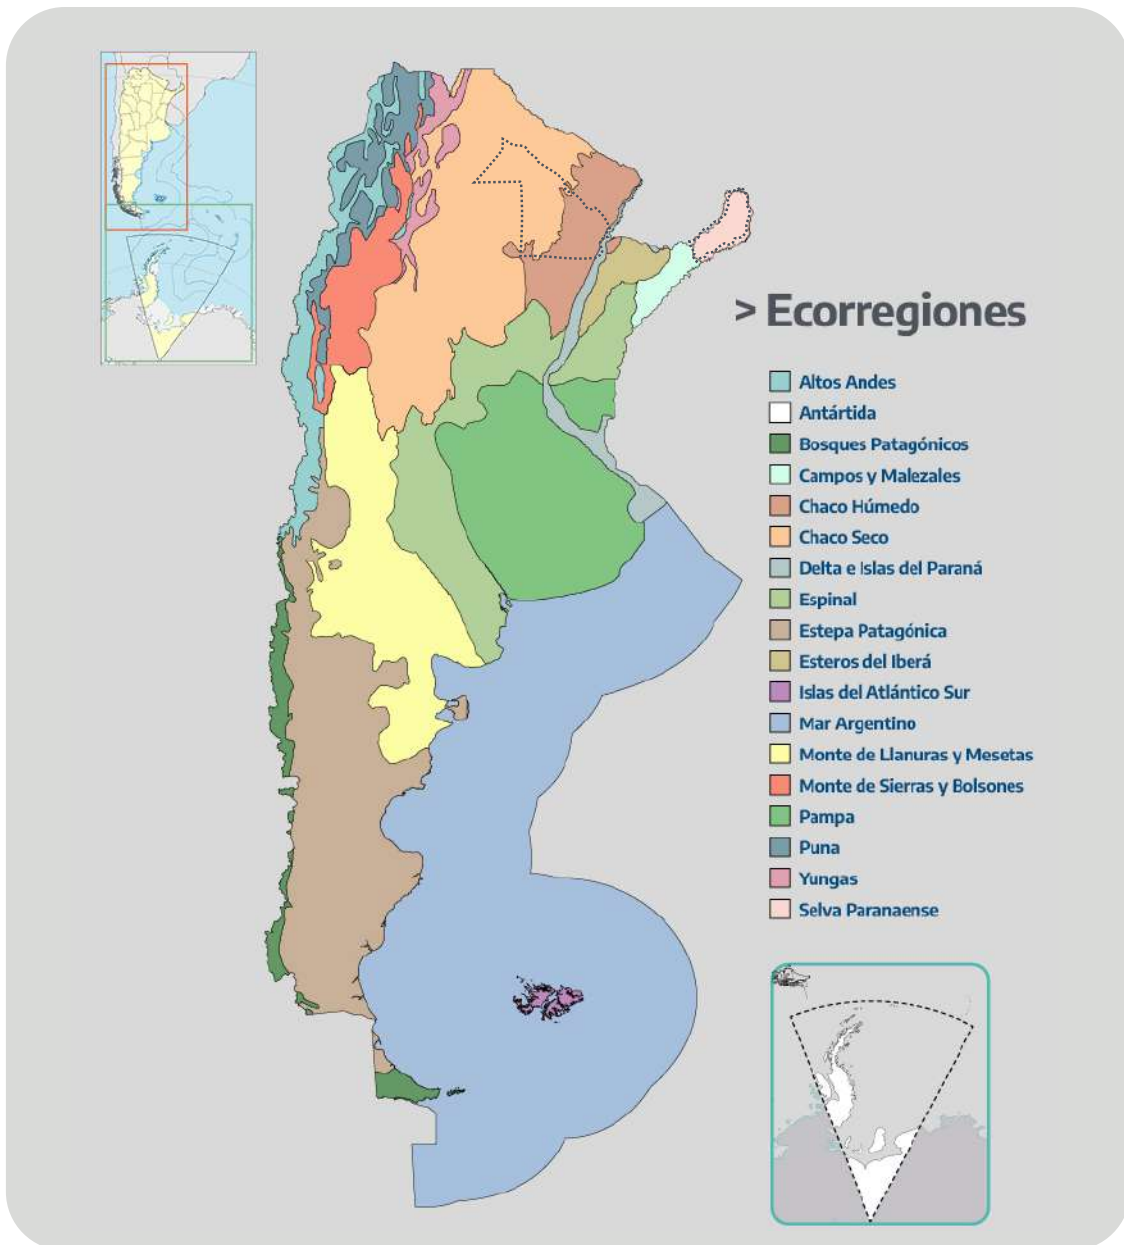 > Ecorregiones
Altos Andes
Antártida
Bosques Patagónicos
Campos y Malezales
Chaco Húmedo
Chaco Seco
Delta e Islas del Paraná
Espinal
Estepa Patagónica
Esteros del Iberá
Islas del Atlántico Sur
Mar Argentino
Monte de Llanuras y Mesetas
Monte de Sierras y Bolsones
Pampa
Puna
Yungas
Selva Paranaense